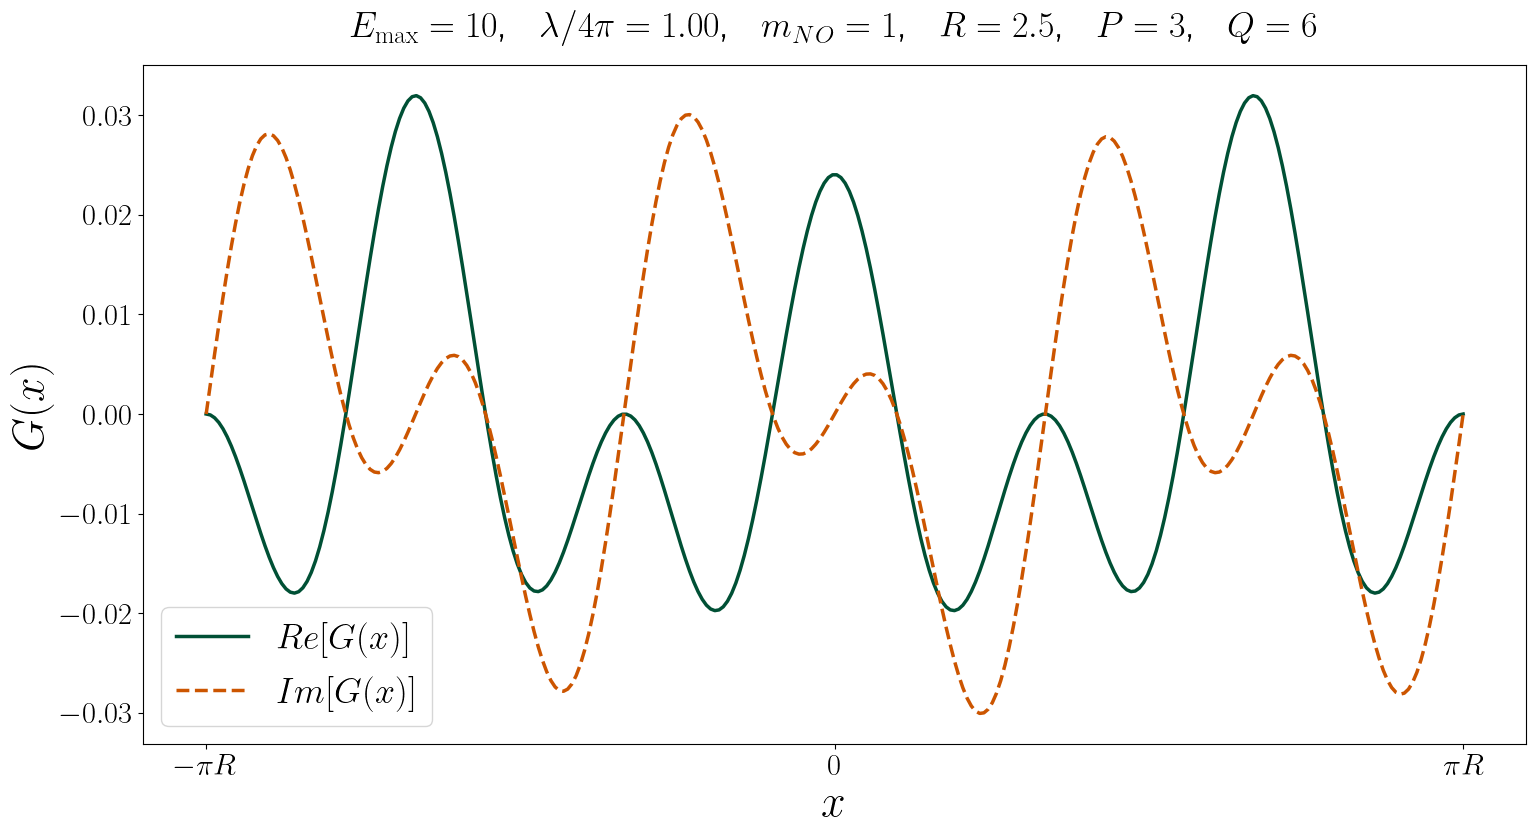 E_max = 10, λ/4π = 1.00, m_NO = 1, R = 2.5, P = 3, Q = 6
G(x)
0.03
0.02
0.01
0.00
−0.01
−0.02
−0.03
Re[G(x)]
Im[G(x)]
−πR 0 πR
x